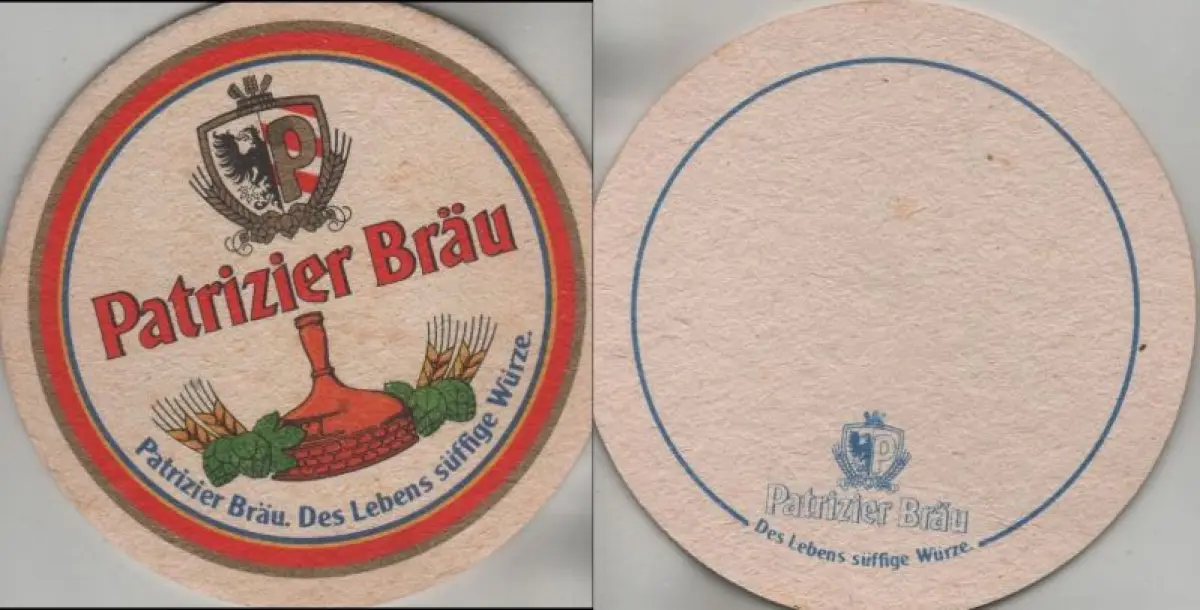 P
Patrizier Bräu
Patrizier Bräu. Des Lebens süffige Würze.
P
Patrizier Bräu
Des Lebens süffige Würze.